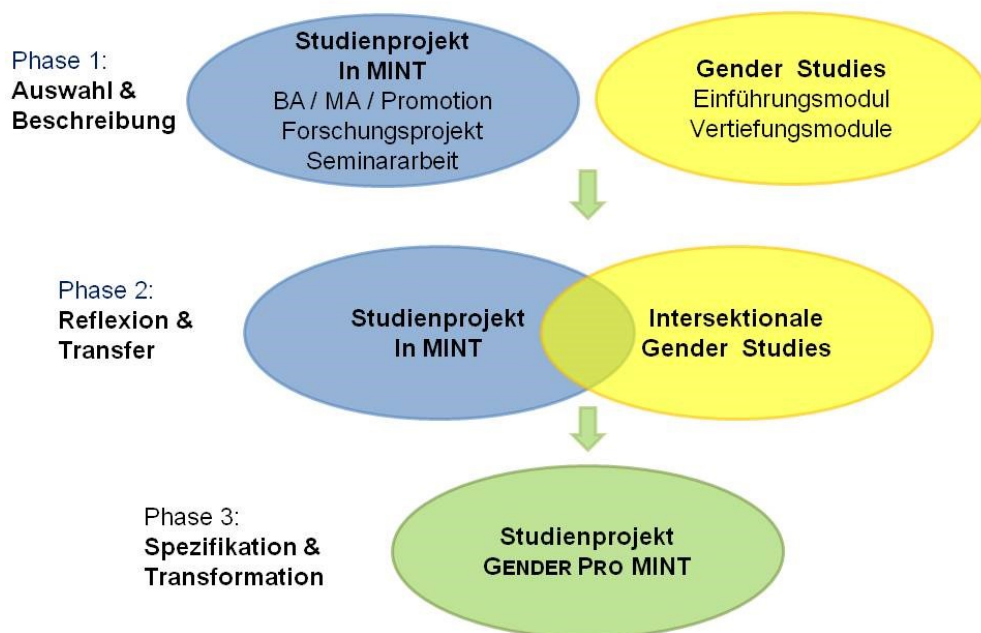 Phase 1:
Auswahl &
Beschreibung
Studienprojekt
In MINT
BA / MA / Promotion
Forschungsprojekt
Seminararbeit
Gender Studies
Einführungsmodul
Vertiefungsmodule
Phase 2:
Reflexion &
Transfer
Studienprojekt
In MINT
Intersektionale
Gender Studies
Phase 3:
Spezifikation &
Transformation
Studienprojekt
GENDER PRO MINT